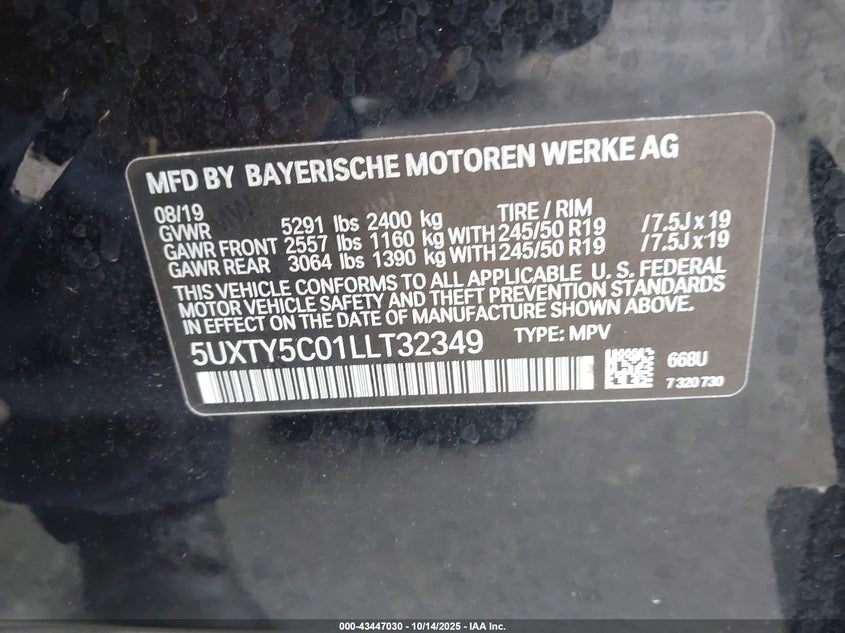 MFD BY BAYERISCHE MOTOREN WERKE AG
08/19 TIRE / RIM
GVWR 5291 lbs 2400 kg
GAWR FRONT 2557 lbs 1160 kg WITH 245/50 R19 /7.5J x 19
GAWR REAR 3064 lbs 1390 kg WITH 245/50 R19 /7.5J x 19
THIS VEHICLE CONFORMS TO ALL APPLICABLE U. S. FEDERAL
MOTOR VEHICLE SAFETY AND THEFT PREVENTION STANDARDS
IN EFFECT ON THE DATE OF MANUFACTURE SHOWN ABOVE.
5UXTY5C01LLT32349 TYPE: MPV
668U
7 320 730
000-43447030 - 10/14/2025 - IAA Inc.